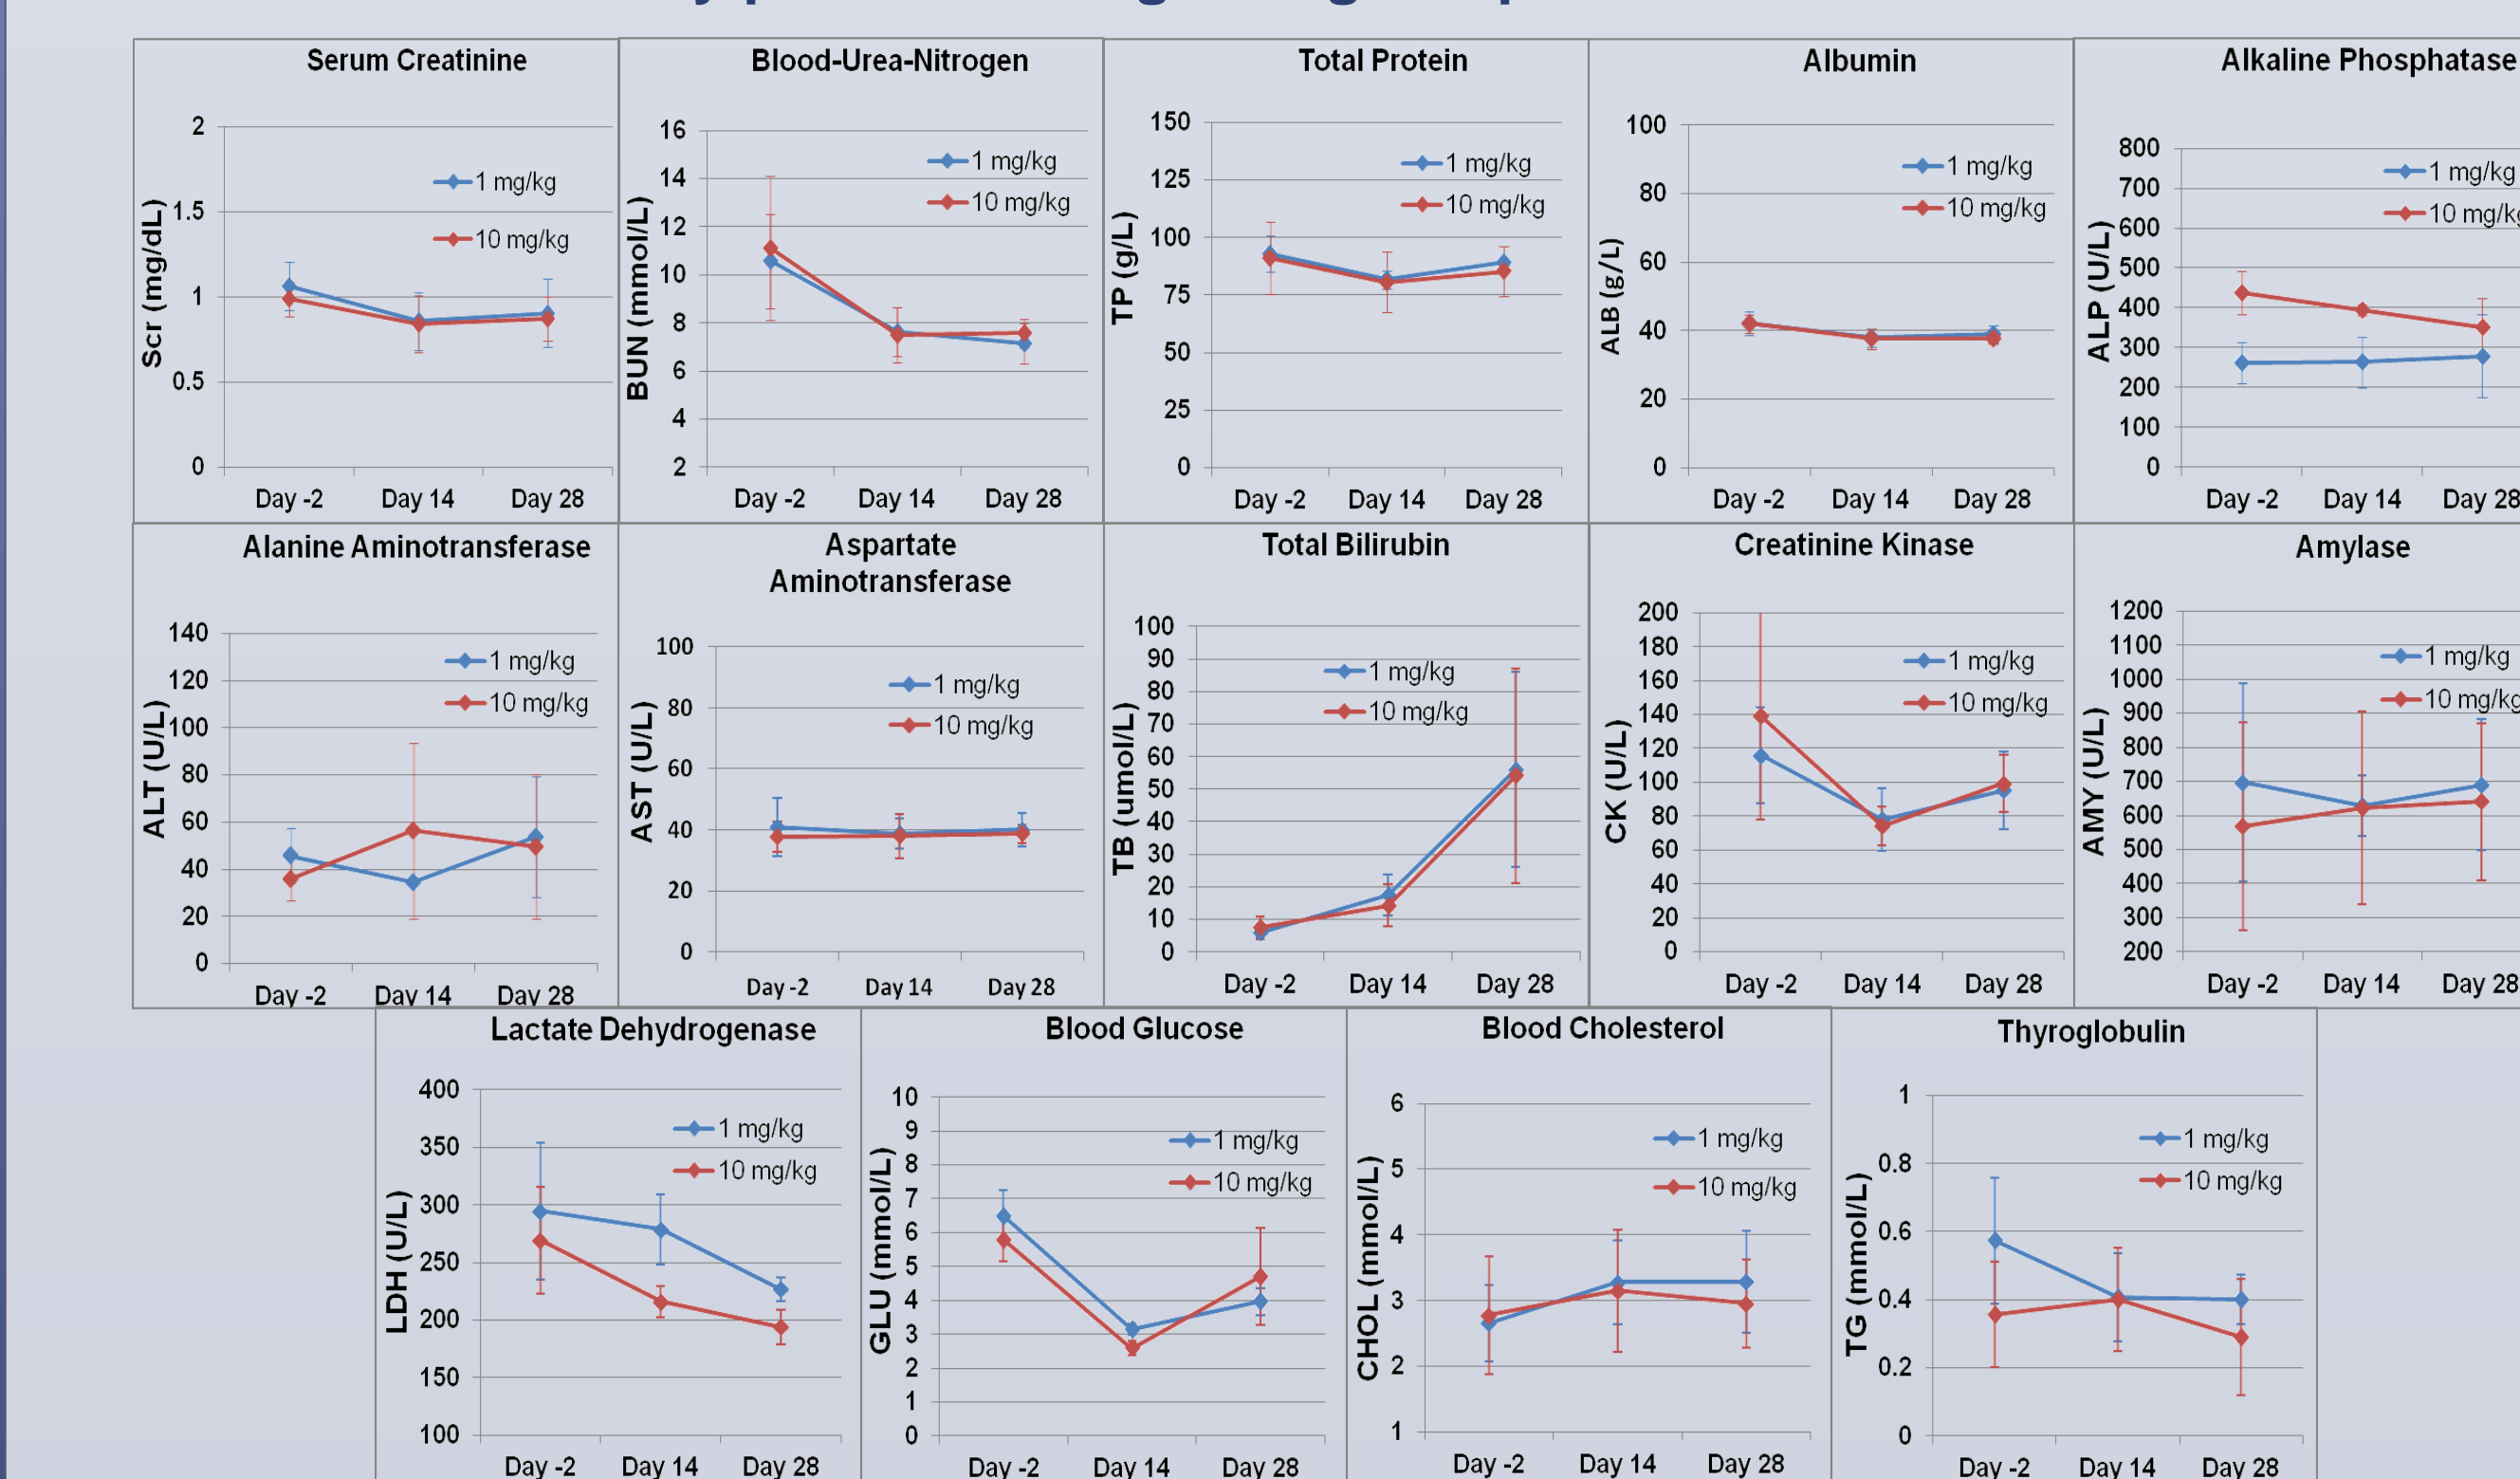 Serum Creatinine
Scr (mg/dL)
2
1.5
1
0.5
0
1 mg/kg
10 mg/kg
Day -2 Day 14 Day 28
Blood-Urea-Nitrogen
BUN (mmol/L)
16
14
12
10
8
6
4
2
1 mg/kg
10 mg/kg
Day -2 Day 14 Day 28
Total Protein
TP (g/L)
150
125
100
75
50
25
0
1 mg/kg
10 mg/kg
Day -2 Day 14 Day 28
Albumin
ALB (g/L)
100
80
60
40
20
0
1 mg/kg
10 mg/kg
Day -2 Day 14 Day 28
Alkaline Phosphatase
ALP (U/L)
800
700
600
500
400
300
200
100
0
1 mg/kg
10 mg/kg
Day -2 Day 14 Day 28
Alanine Aminotransferase
ALT (U/L)
140
120
100
80
60
40
20
0
1 mg/kg
10 mg/kg
Day -2 Day 14 Day 28
Aspartate
Aminotransferase
AST (U/L)
100
80
60
40
20
0
1 mg/kg
10 mg/kg
Day -2 Day 14 Day 28
Total Bilirubin
TB (umol/L)
100
90
80
70
60
50
40
30
20
10
0
1 mg/kg
10 mg/kg
Day -2 Day 14 Day 28
Creatinine Kinase
CK (U/L)
200
180
160
140
120
100
80
60
40
20
0
1 mg/kg
10 mg/kg
Day -2 Day 14 Day 28
Amylase
AMY (U/L)
1200
1100
1000
900
800
700
600
500
400
300
200
1 mg/kg
10 mg/kg
Day -2 Day 14 Day 28
Lactate Dehydrogenase
LDH (U/L)
400
350
300
250
200
150
100
1 mg/kg
10 mg/kg
Day -2 Day 14 Day 28
Blood Glucose
GLU (mmol/L)
10
9
8
7
6
5
4
3
2
1
0
1 mg/kg
10 mg/kg
Day -2 Day 14 Day 28
Blood Cholesterol
CHOL (mmol/L)
6
5
4
3
2
1
1 mg/kg
10 mg/kg
Day -2 Day 14 Day 28
Thyroglobulin
TG (mmol/L)
1
0.8
0.6
0.4
0.2
0
1 mg/kg
10 mg/kg
Day -2 Day 14 Day 28